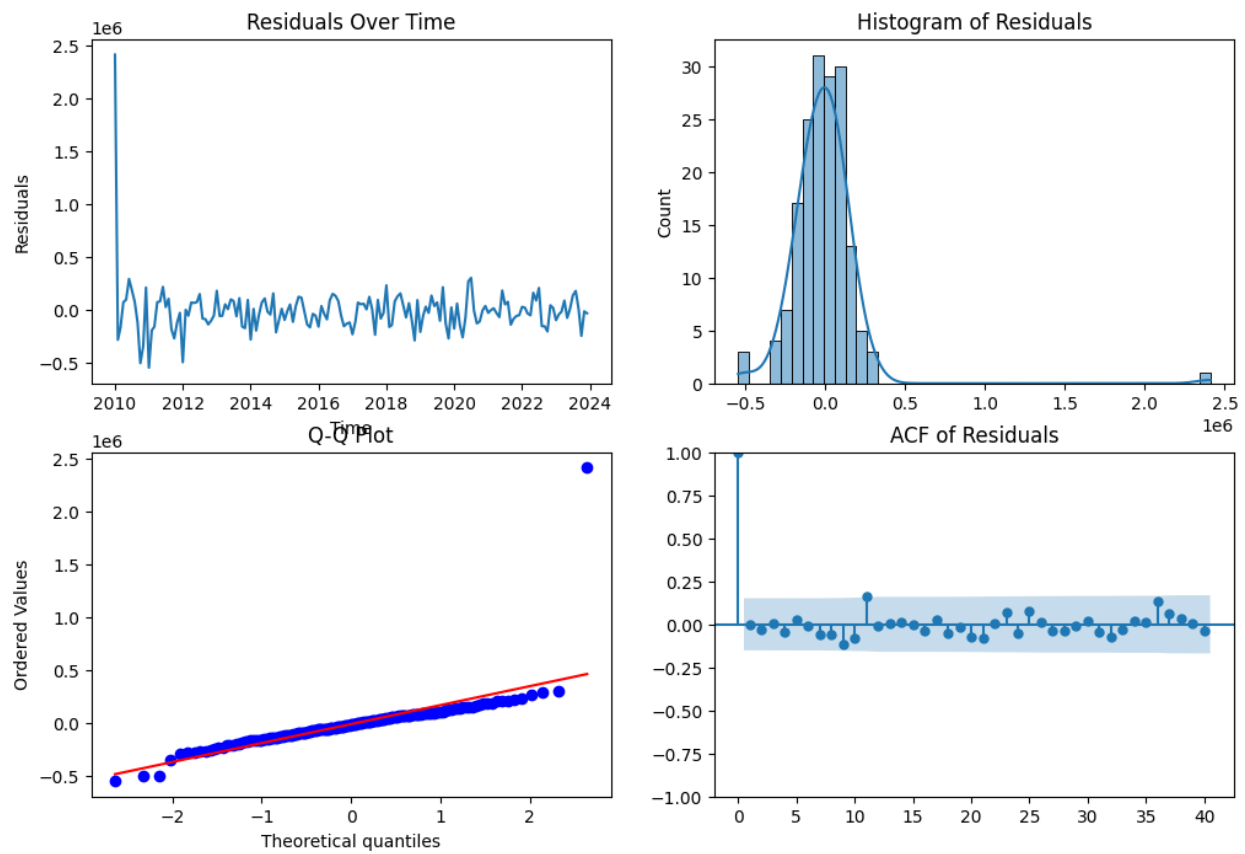 Residuals Over Time
1e6
2.5
2.0
1.5
1.0
0.5
0.0
−0.5
Residuals
2010 2012 2014 2016 2018 2020 2022 2024
Time
Histogram of Residuals
30
25
20
15
10
5
0
Count
−0.5 0.0 0.5 1.0 1.5 2.0 2.5
1e6
Q-Q Plot
1e6
2.5
2.0
1.5
1.0
0.5
0.0
−0.5
Ordered Values
−2 −1 0 1 2
Theoretical quantiles
ACF of Residuals
1.00
0.75
0.50
0.25
0.00
−0.25
−0.50
−0.75
−1.00
0 5 10 15 20 25 30 35 40